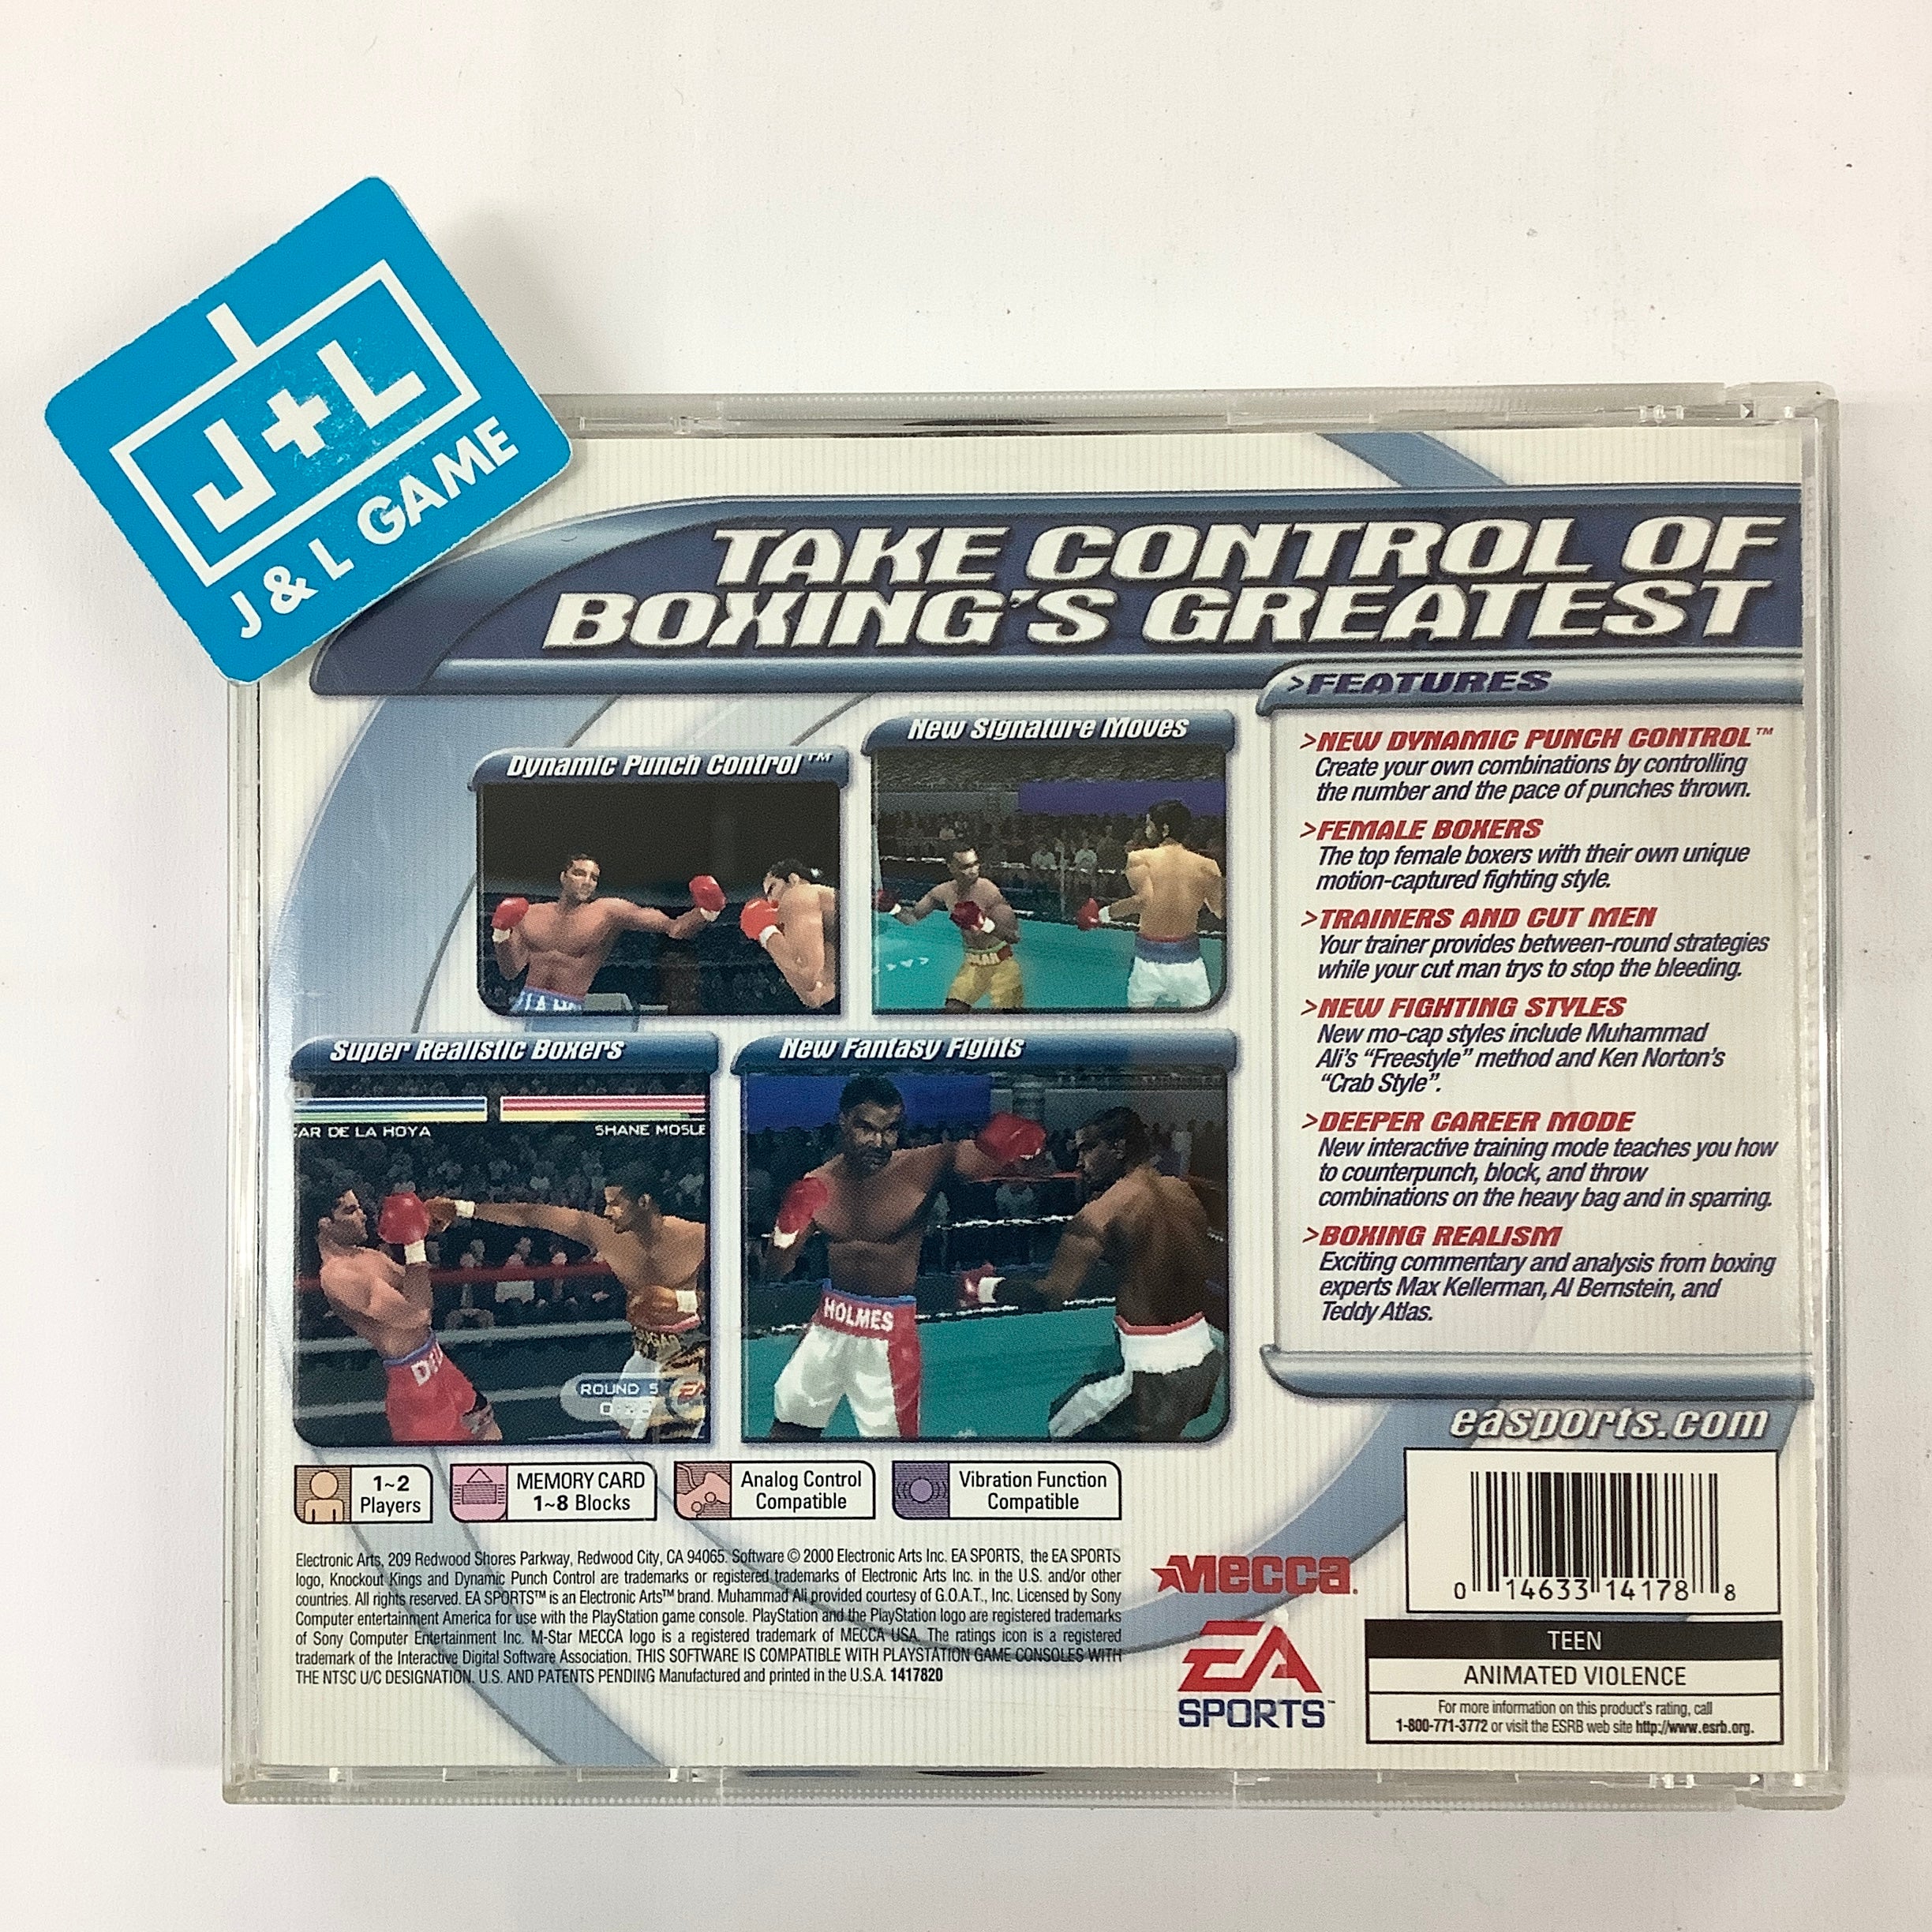 J+L
J & L GAME
TAKE CONTROL OF
BOXING'S GREATEST
>FEATURES
Dynamic Punch Control™
New Signature Moves
Super Realistic Boxers
AR DE LA HOYA
SHANE MOSLE
DE
SUGAR
ROUND 5
New Fantasy Fights
HOLMES
>NEW DYNAMIC PUNCH CONTROL™
Create your own combinations by controlling
the number and the pace of punches thrown.
>FEMALE BOXERS
The top female boxers with their own unique
motion-captured fighting style.
>TRAINERS AND CUT MEN
Your trainer provides between-round strategies
while your cut man trys to stop the bleeding.
>NEW FIGHTING STYLES
New mo-cap styles include Muhammad
Ali's “Freestyle” method and Ken Norton's
“Crab Style”.
>DEEPER CAREER MODE
New interactive training mode teaches you how
to counterpunch, block, and throw
combinations on the heavy bag and in sparring.
>BOXING REALISM
Exciting commentary and analysis from boxing
experts Max Kellerman, Al Bernstein, and
Teddy Atlas.
easports.com
1~2
Players
MEMORY CARD
1~8 Blocks
Analog Control
Compatible
Vibration Function
Compatible
Electronic Arts, 209 Redwood Shores Parkway, Redwood City, CA 94065. Software © 2000 Electronic Arts Inc. EA SPORTS, the EA SPORTS
logo, Knockout Kings and Dynamic Punch Control are trademarks or registered trademarks of Electronic Arts Inc. in the U.S. and/or other
countries. All rights reserved. EA SPORTS™ is an Electronic Arts™ brand. Muhammad Ali provided courtesy of G.O.A.T., Inc. Licensed by Sony
Computer entertainment America for use with the PlayStation game console. PlayStation and the PlayStation logo are registered trademarks
of Sony Computer Entertainment Inc. M-Star MECCA logo is a registered trademark of MECCA USA. The ratings icon is a registered
trademark of the Interactive Digital Software Association. THIS SOFTWARE IS COMPATIBLE WITH PLAYSTATION GAME CONSOLES WITH
THE NTSC U/C DESIGNATION. U.S. AND PATENTS PENDING Manufactured and printed in the U.S.A. 1417820
MECCA.
EA
SPORTS™
0 14633 14178 8
TEEN
ANIMATED VIOLENCE
For more information on this product's rating, call
1-800-771-3772 or visit the ESRB web site http://www.esrb.org.